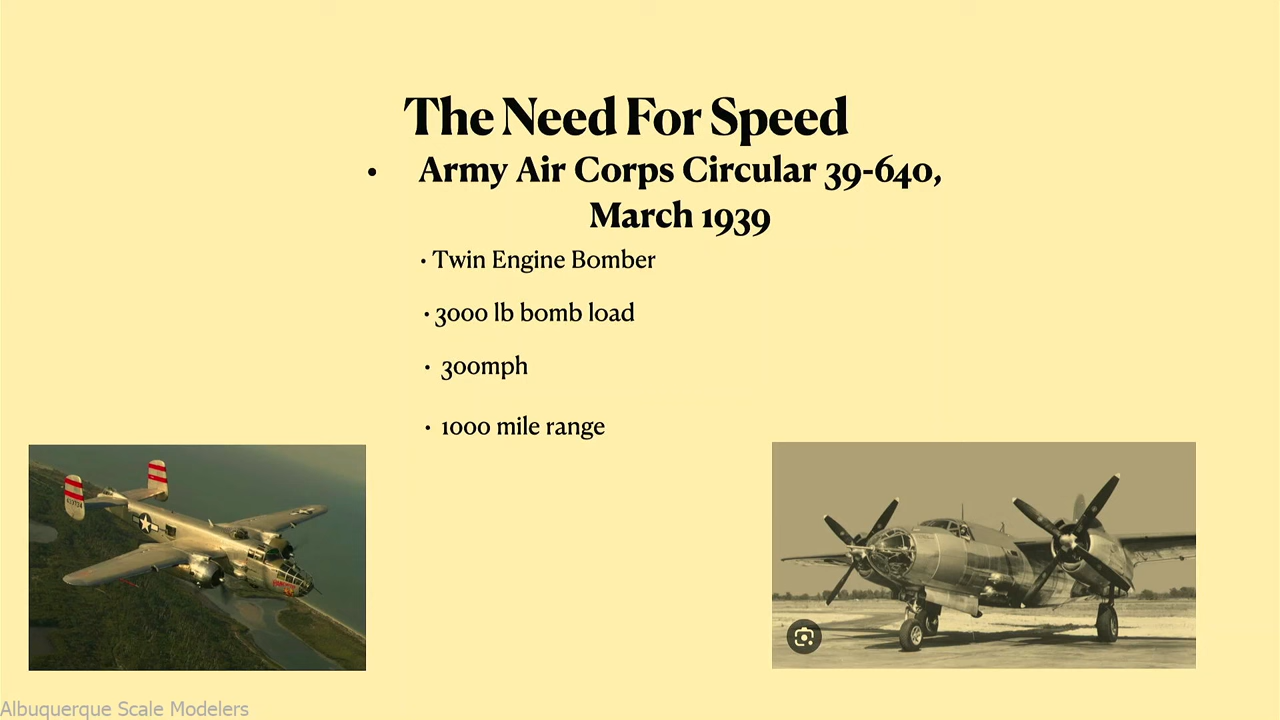 The Need For Speed
• Army Air Corps Circular 39-640,
March 1939
• Twin Engine Bomber
• 3000 lb bomb load
• 300mph
• 1000 mile range
Albuquerque Scale Modelers